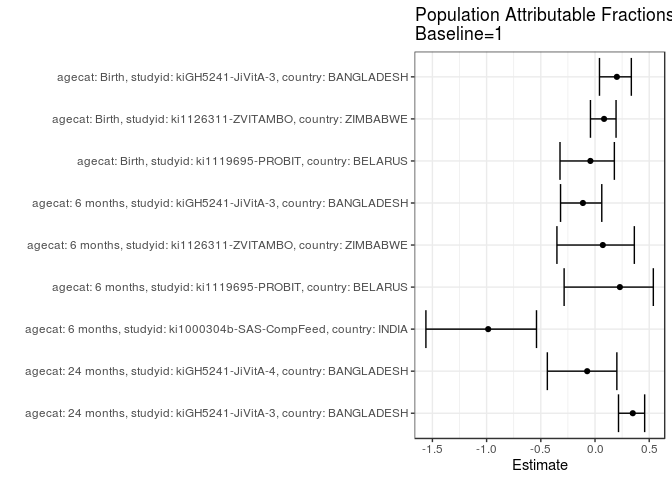 Population Attributable Fractions
Baseline=1
agecat: Birth, studyid: kiGH5241-JiVitA-3, country: BANGLADESH
agecat: Birth, studyid: ki1126311-ZVITAMBO, country: ZIMBABWE
agecat: Birth, studyid: ki1119695-PROBIT, country: BELARUS
agecat: 6 months, studyid: kiGH5241-JiVitA-3, country: BANGLADESH
agecat: 6 months, studyid: ki1126311-ZVITAMBO, country: ZIMBABWE
agecat: 6 months, studyid: ki1119695-PROBIT, country: BELARUS
agecat: 6 months, studyid: ki1000304b-SAS-CompFeed, country: INDIA
agecat: 24 months, studyid: kiGH5241-JiVitA-4, country: BANGLADESH
agecat: 24 months, studyid: kiGH5241-JiVitA-3, country: BANGLADESH
-1.5 -1.0 -0.5 0.0 0.5
Estimate